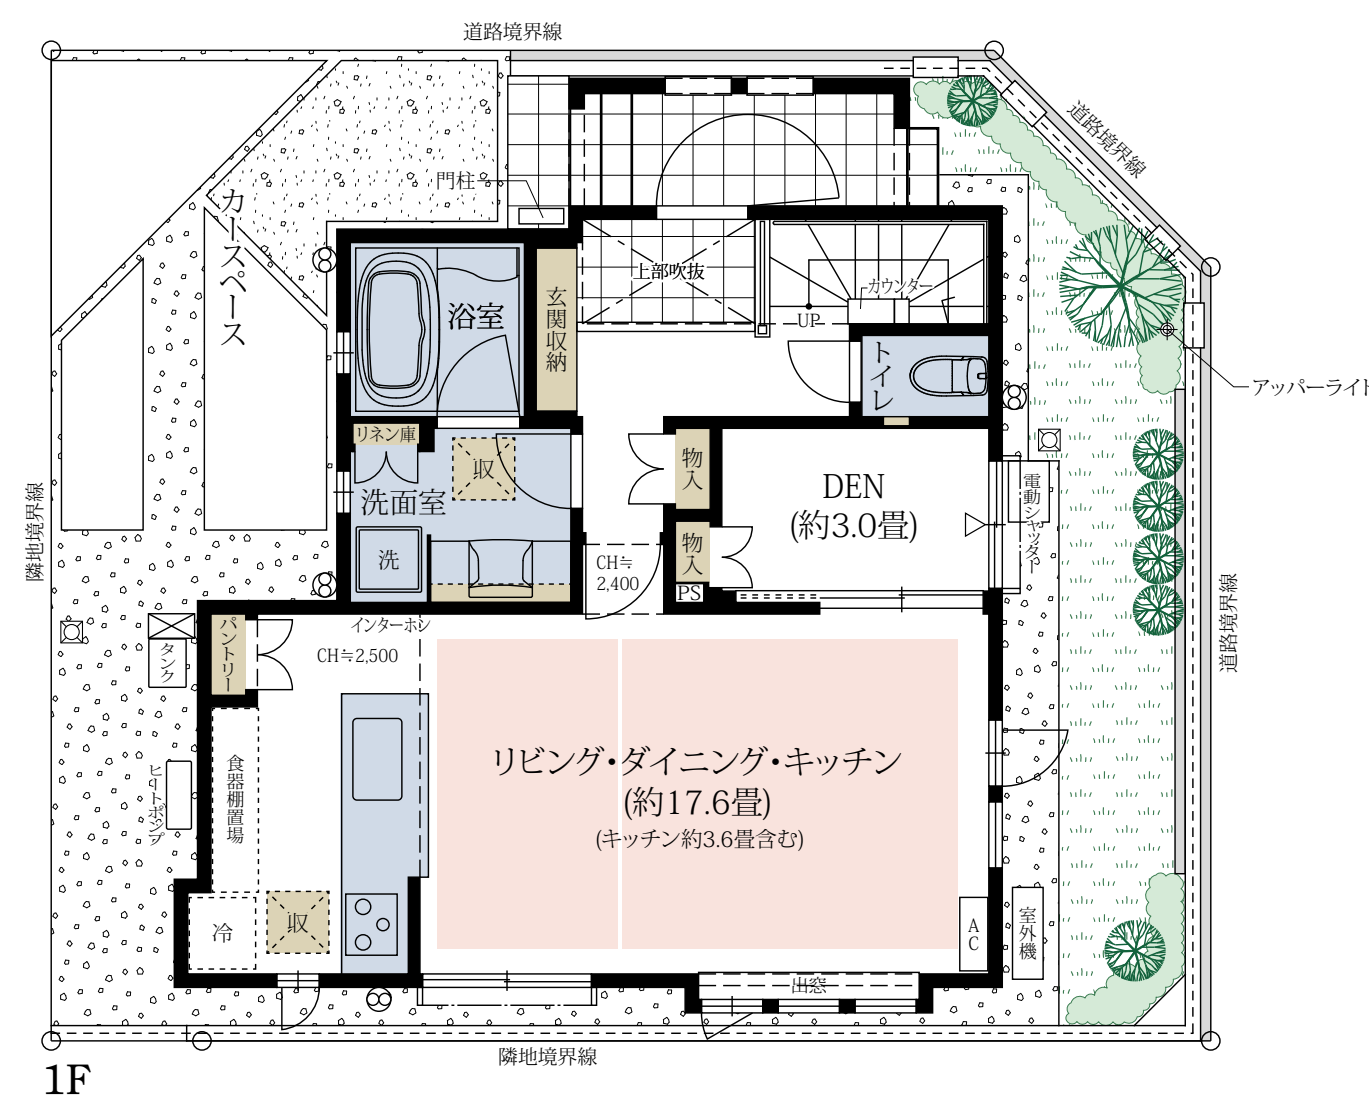 道路境界線
道路境界線
門柱
カースペース
上部吹抜
カウンター
UP
浴室
玄関収納
トイレ
アッパーライト
リネン庫
収
物入
洗面室
DEN
(約3.0畳)
電動シャッター
隣地境界線
洗
物入
CH≒
2,400
PS
道路境界線
インターホン
パントリー
CH≒2,500
タンク
リビング・ダイニング・キッチン
(約17.6畳)
(キッチン約3.6畳含む)
食器棚置場
ヒートポンプ
冷
収
AC
室外機
出窓
隣地境界線
1F